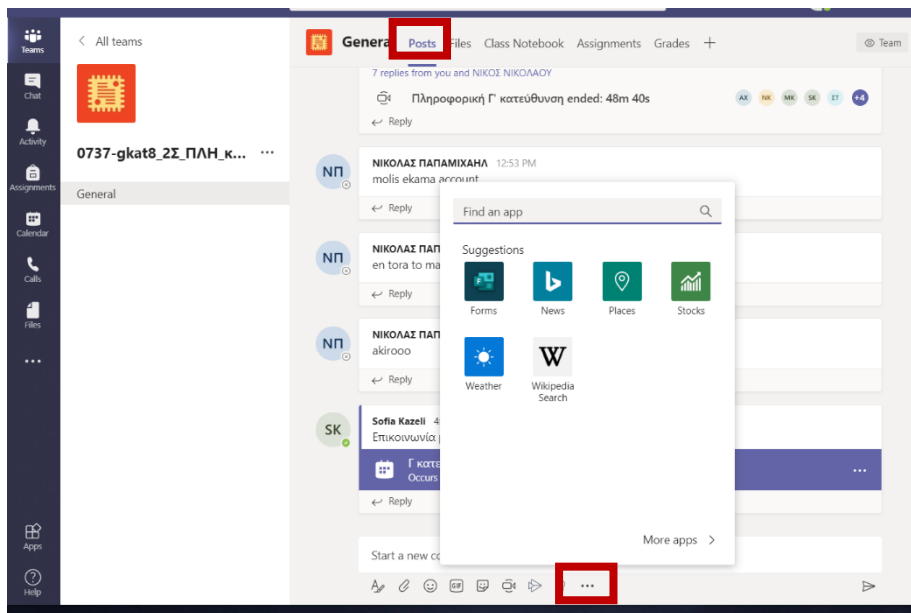 Teams
Chat
Activity
Assignments
Calendar
Calls
Files
Apps
Help
All teams
0737-gkat8_2Σ_ΠΛΗ_κ...
General
General Posts Files Class Notebook Assignments Grades
Team
7 replies from you and ΝΙΚΟΣ ΝΙΚΟΛΑΟΥ
Πληροφορική Γ' κατεύθυνση ended: 48m 40s
AX NK MK SK ΣΤ +4
Reply
ΝΠ
ΝΙΚΟΛΑΣ ΠΑΠΑΜΙΧΑΗΛ 12:53 PM
molis ekama account
Reply
ΝΠ
ΝΙΚΟΛΑΣ ΠΑΠ
en tora to ma
Reply
ΝΠ
ΝΙΚΟΛΑΣ ΠΑΠ
akirooo
Reply
SK
Sofia Kazeli 4:
Επικοινωνία
Γ κατε
Occurs
Reply
Start a new co
GIF
Find an app
Suggestions
Forms
News
Places
Stocks
Weather
W
Wikipedia
Search
More apps